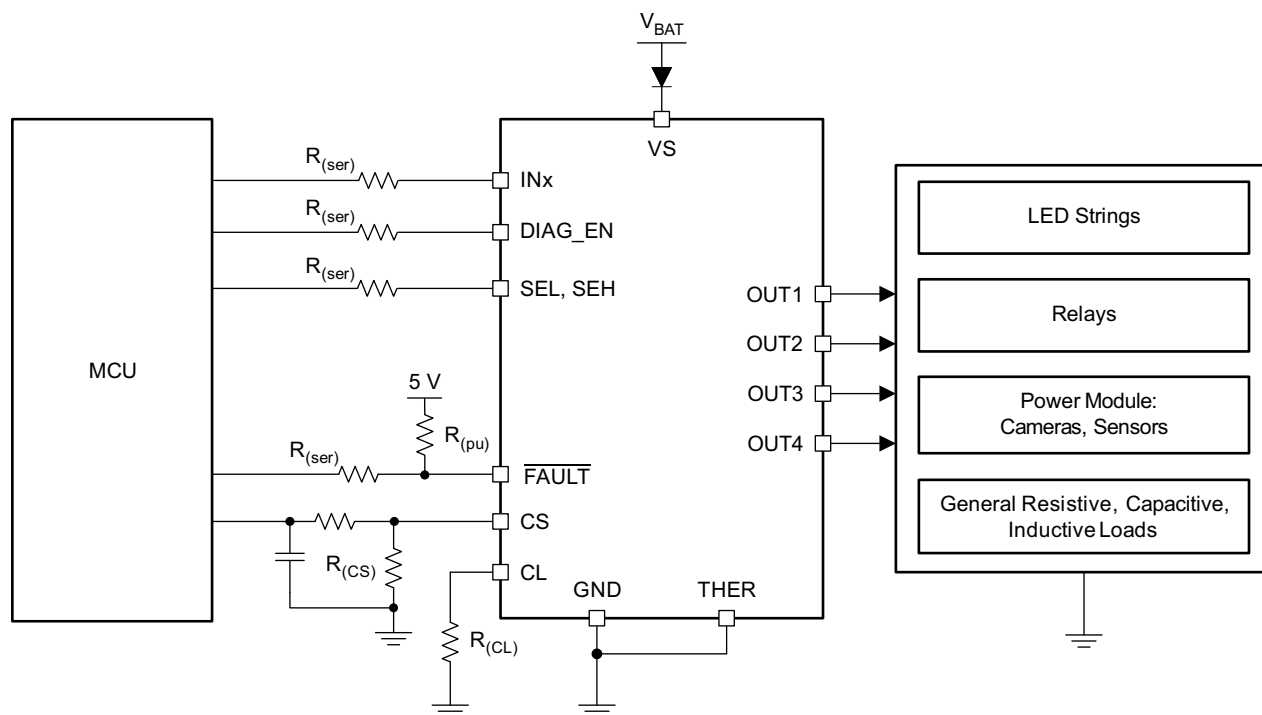 V_BAT
VS
MCU
R_(ser)
INx
R_(ser)
DIAG_EN
R_(ser)
SEL, SEH
5 V
R_(pu)
R_(ser)
F̅A̅U̅L̅T̅
CS
R_(CS)
CL
R_(CL)
GND
THER
OUT1
OUT2
OUT3
OUT4
LED Strings
Relays
Power Module:
Cameras, Sensors
General Resistive, Capacitive,
Inductive Loads